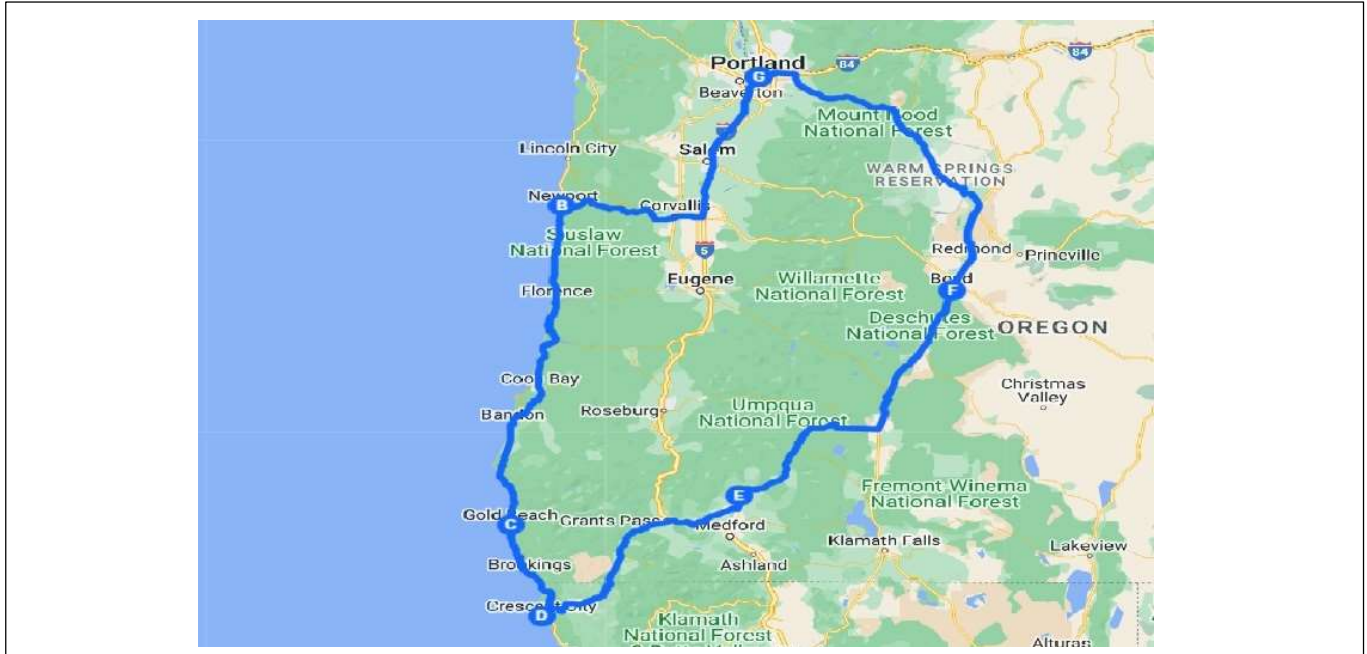 84
Portland
84
G
Beaverton
Mount Hood
National Forest
Salem
Lincoln City
WARM SPRINGS
RESERVATION
Newport
B
Corvallis
Siuslaw
National Forest
5
Redmond
Prineville
Eugene
Willamette
National Forest
Bend
F
Florence
Deschutes
National Forest
OREGON
Coos Bay
Christmas
Valley
Bandon
Roseburg
Umpqua
National Forest
E
Fremont-Winema
National Forest
Gold Beach
C
Grants Pass
Medford
Klamath Falls
Lakeview
Brookings
Ashland
Crescent City
D
Klamath
National Forest
Alturas